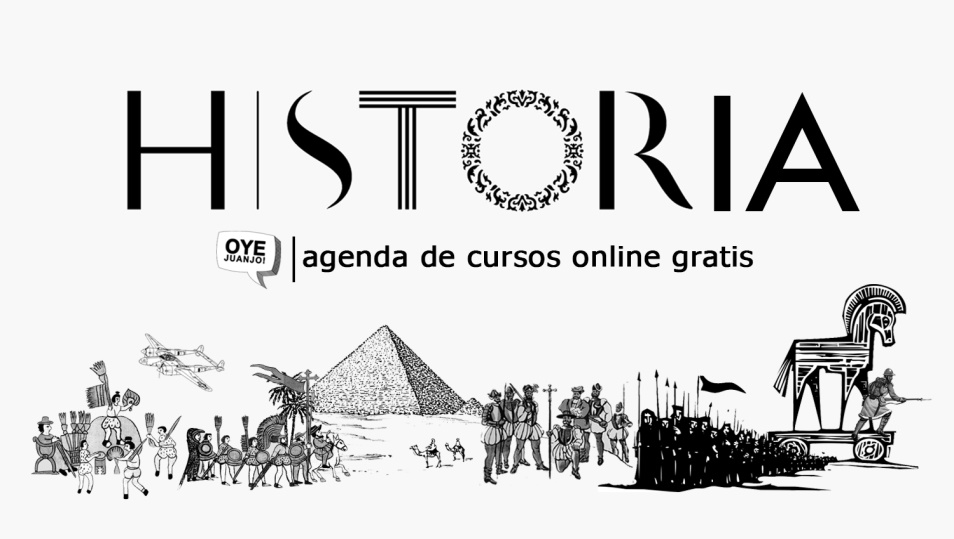 HISTORIA
OYE
JUANJO!
agenda de cursos online gratis